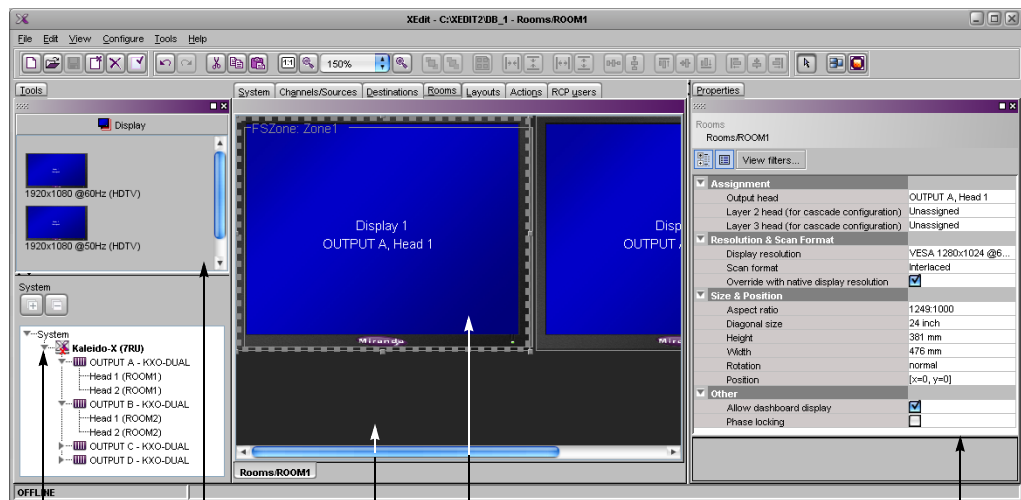 XEdit - C:\XEDIT2\DB_1 - Rooms/ROOM1
File Edit View Configure Tools Help
1:1 150%
Tools
Display
1920x1080 @60Hz (HDTV)
1920x1080 @50Hz (HDTV)
System
System
Kaleido-X (7RU)
OUTPUT A - KXO-DUAL
Head 1 (ROOM1)
Head 2 (ROOM1)
OUTPUT B - KXO-DUAL
Head 1 (ROOM2)
Head 2 (ROOM2)
OUTPUT C - KXO-DUAL
OUTPUT D - KXO-DUAL
OFFLINE
System Channels/Sources Destinations Rooms Layouts Actions RCP users
FSZone: Zone1
Display 1
OUTPUT A, Head 1
Miranda
Disp
OUTPUT A
Mir
Rooms/ROOM1
Properties
Rooms
Rooms/ROOM1
View filters...
Assignment
Output head OUTPUT A, Head 1
Layer 2 head (for cascade configuration) Unassigned
Layer 3 head (for cascade configuration) Unassigned
Resolution & Scan Format
Display resolution VESA 1280x1024 @6...
Scan format Interlaced
Override with native display resolution
Size & Position
Aspect ratio 1249:1000
Diagonal size 24 inch
Height 381 mm
Width 476 mm
Rotation normal
Position [x=0, y=0]
Other
Allow dashboard display
Phase locking